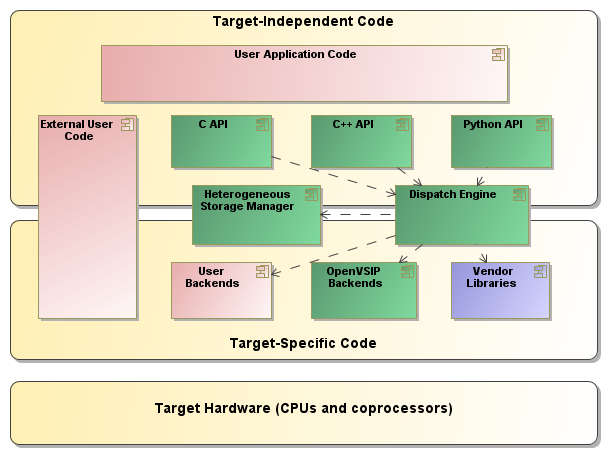 Target-Independent Code
User Application Code
External User
Code
C API
C++ API
Python API
Heterogeneous
Storage Manager
Dispatch Engine
User
Backends
OpenVSIP
Backends
Vendor
Libraries
Target-Specific Code
Target Hardware (CPUs and coprocessors)